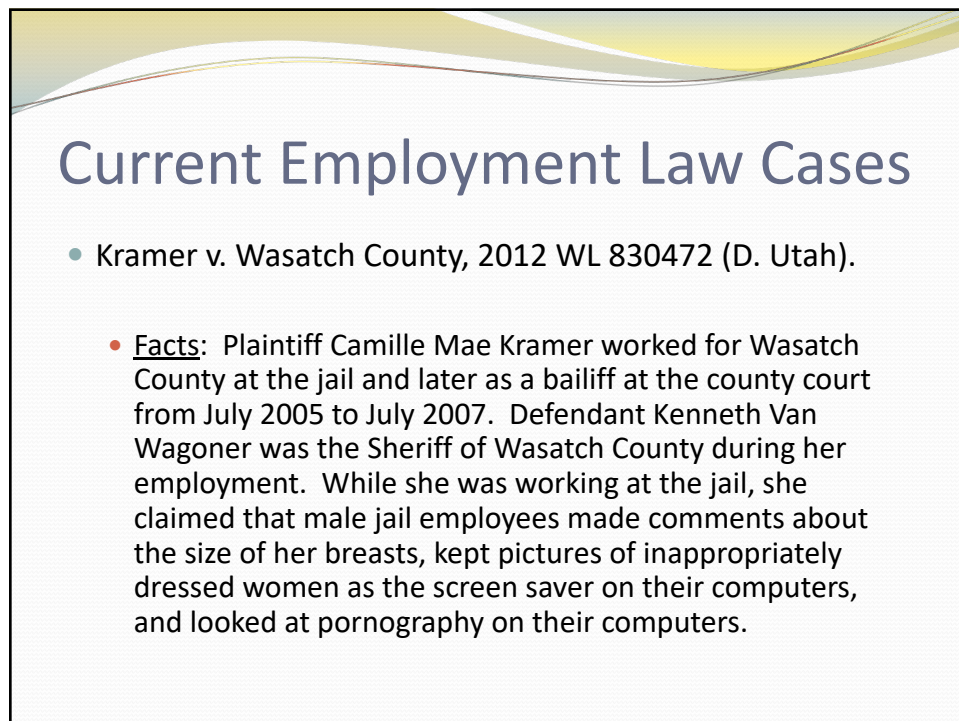 Current Employment Law Cases
Kramer v. Wasatch County, 2012 WL 830472 (D. Utah).
Facts:  Plaintiff Camille Mae Kramer worked for Wasatch
County at the jail and later as a bailiff at the county court
from July 2005 to July 2007.  Defendant Kenneth Van
Wagoner was the Sheriff of Wasatch County during her
employment.  While she was working at the jail, she
claimed that male jail employees made comments about
the size of her breasts, kept pictures of inappropriately
dressed women as the screen saver on their computers,
and looked at pornography on their computers.